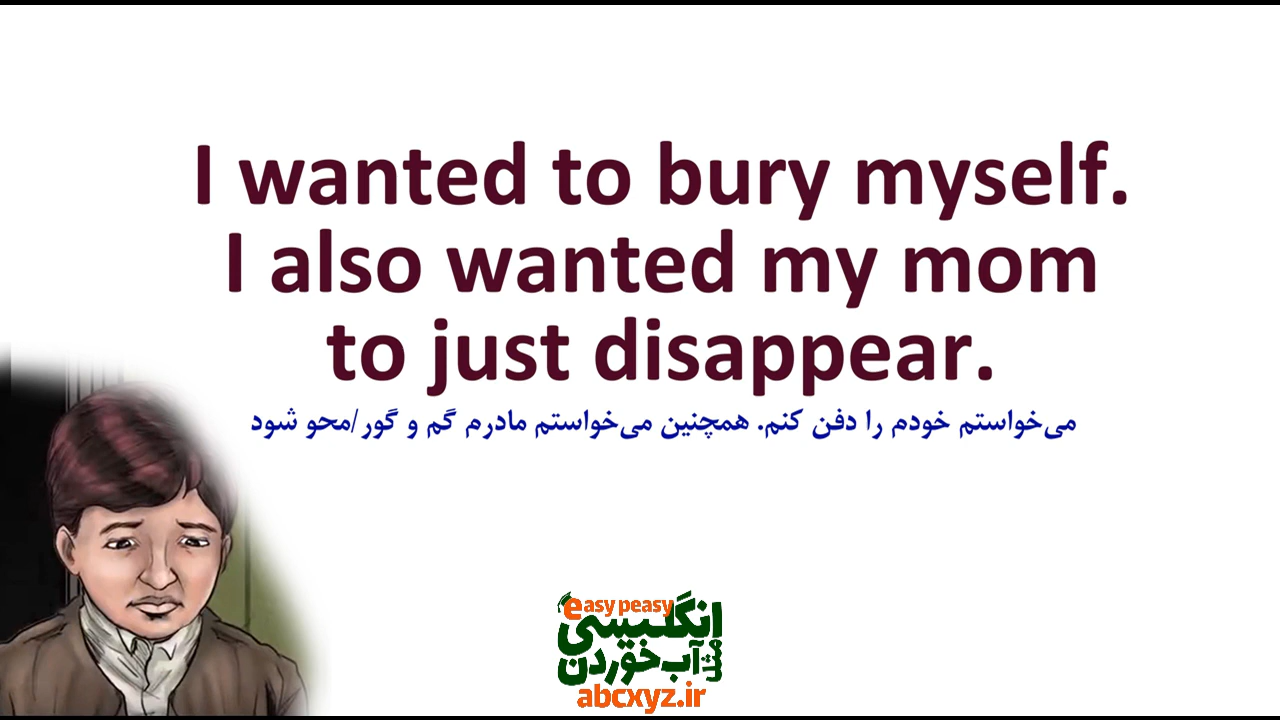 I wanted to bury myself.
I also wanted my mom
to just disappear.
می‌خواستم خودم را دفن کنم. همچنین می‌خواستم مادرم گم و گور/محو شود
easy peasy
انگلیسی
مثل آب خوردن
abcxyz.ir